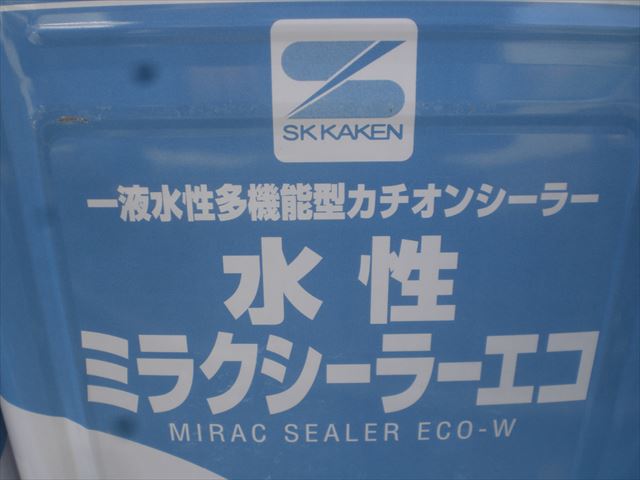 SK KAKEN
一液水性多機能型カチオンシーラー
水性
ミラクシーラーエコ
MIRAC SEALER ECO-W